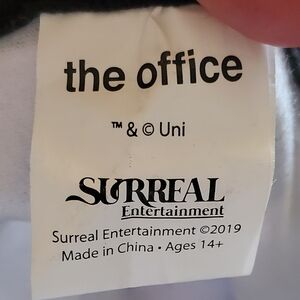 the office
™ & © Uni
SURREAL
Entertainment
Surreal Entertainment ©2019
Made in China • Ages 14+